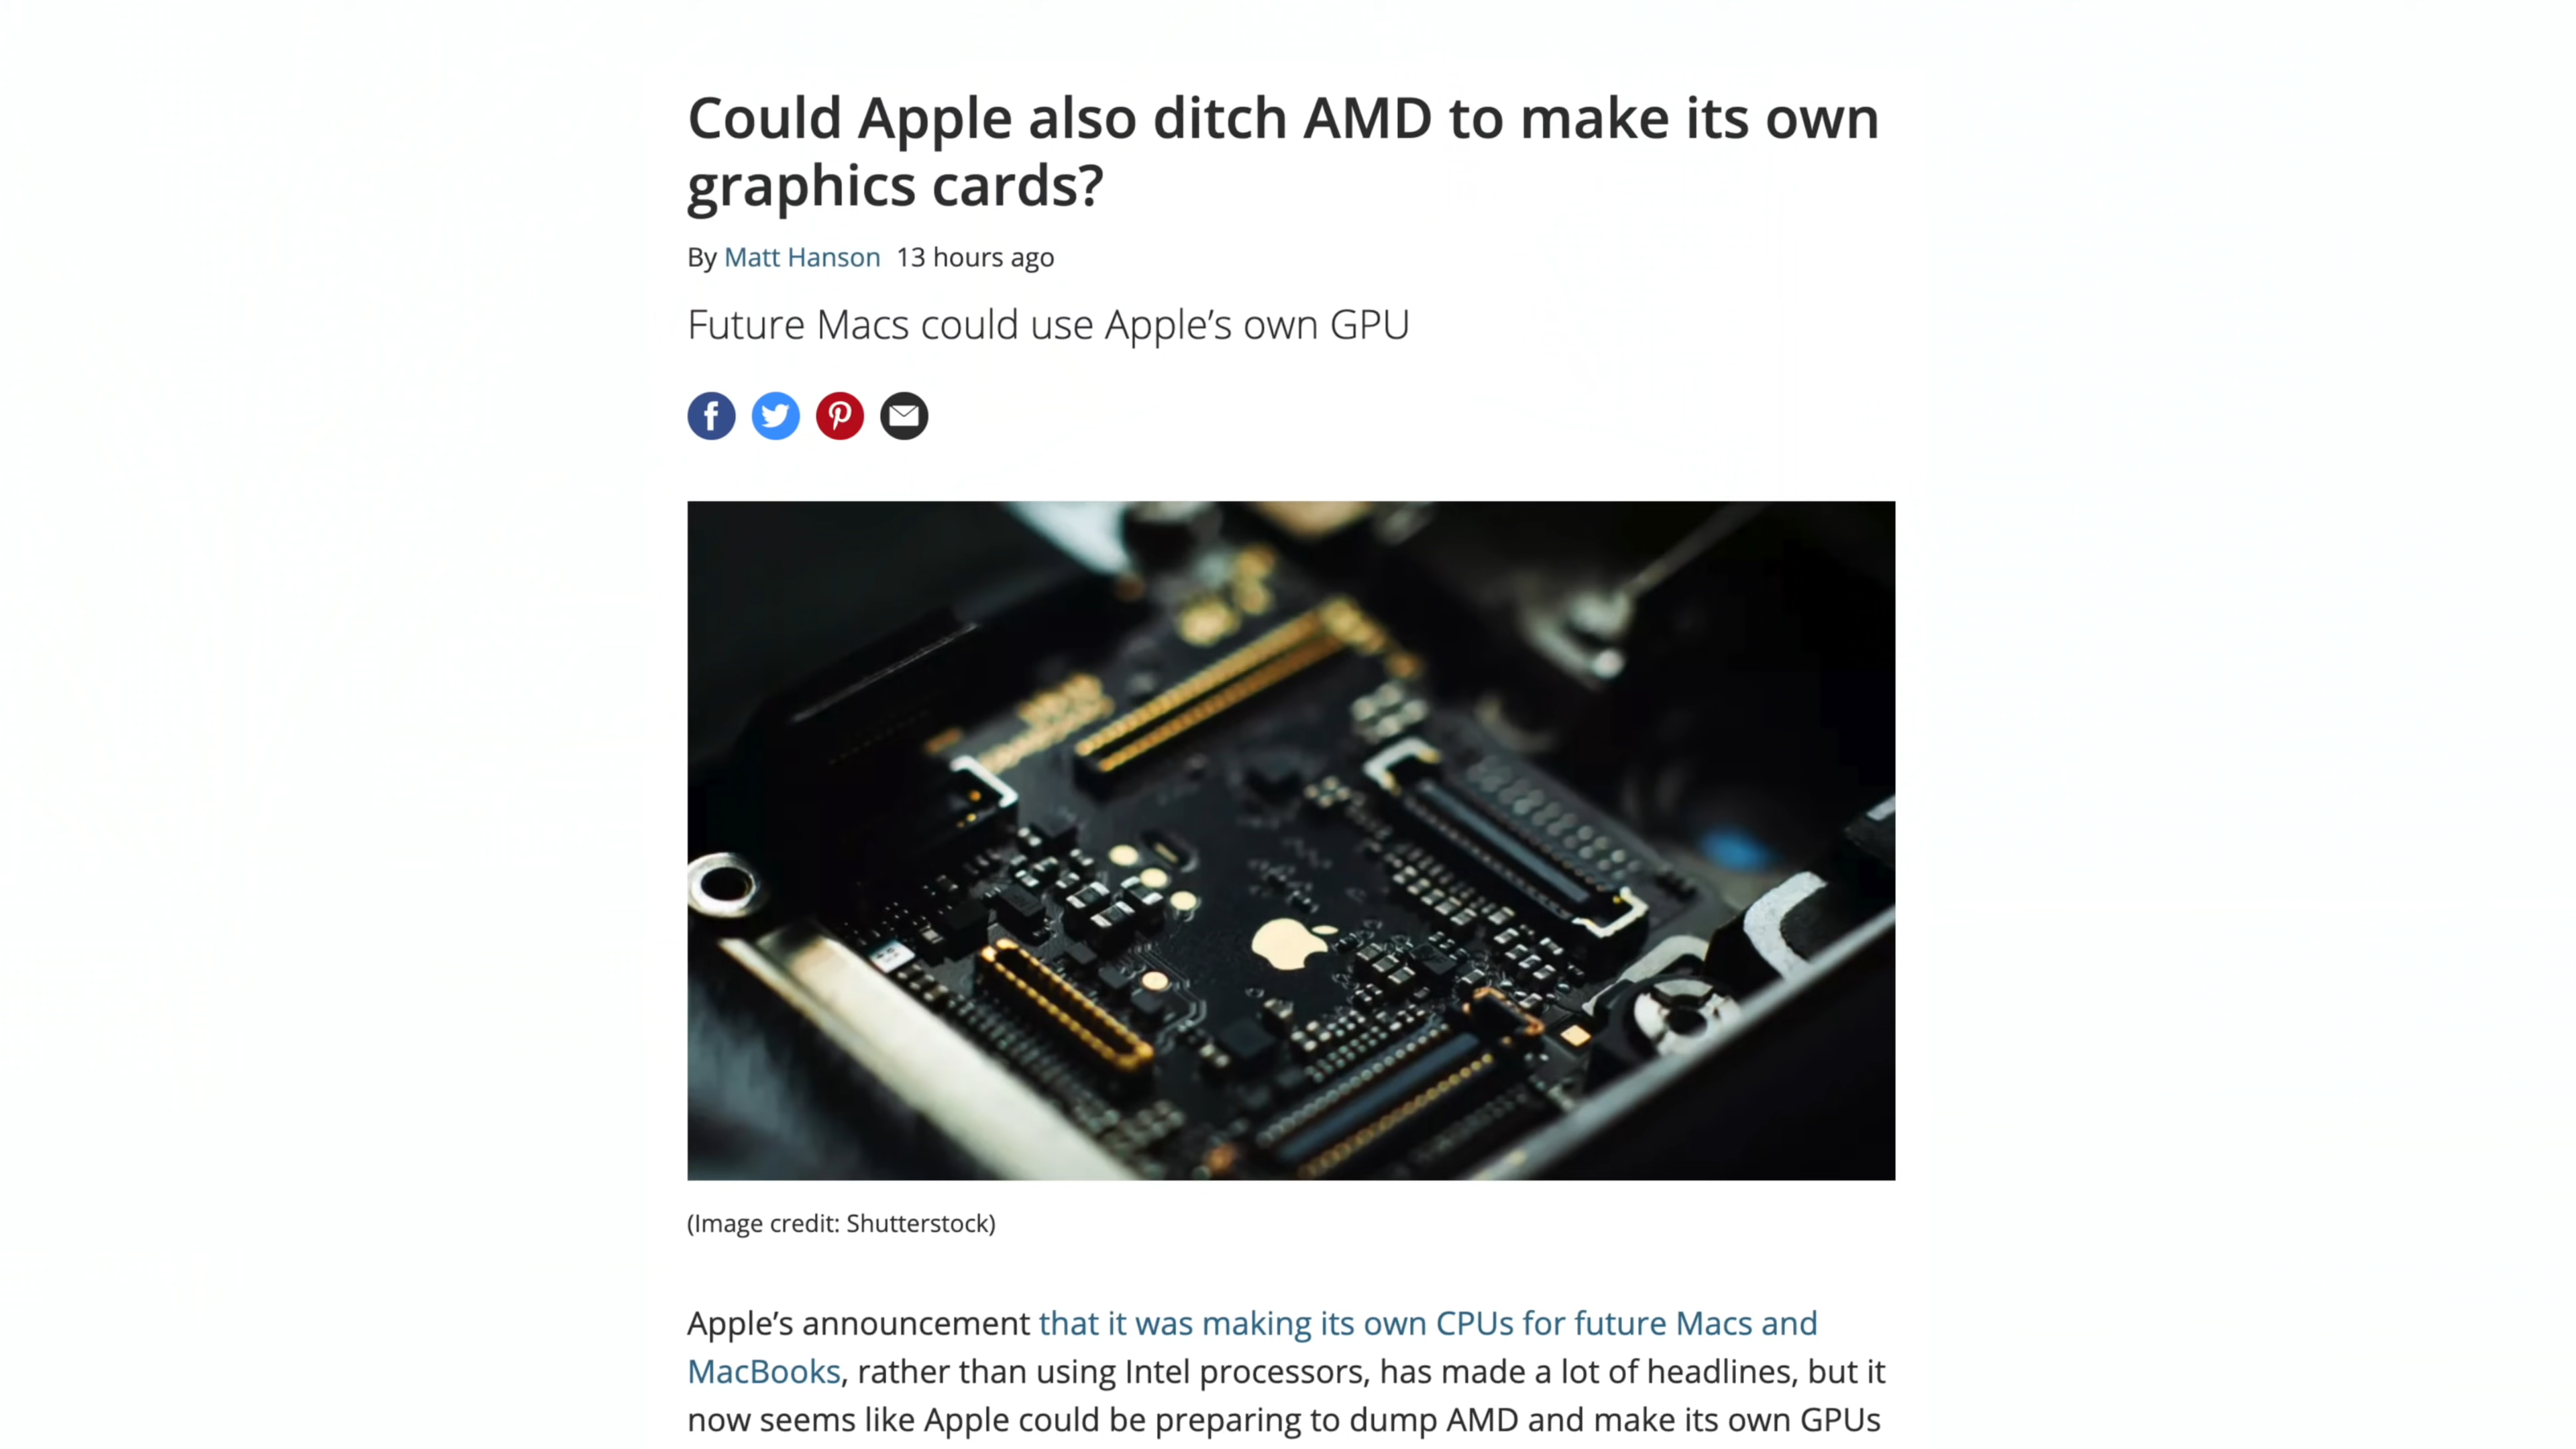 Could Apple also ditch AMD to make its own
graphics cards?
By Matt Hanson 13 hours ago
Future Macs could use Apple’s own GPU
(Image credit: Shutterstock)
Apple’s announcement that it was making its own CPUs for future Macs and
MacBooks, rather than using Intel processors, has made a lot of headlines, but it
now seems like Apple could be preparing to dump AMD and make its own GPUs